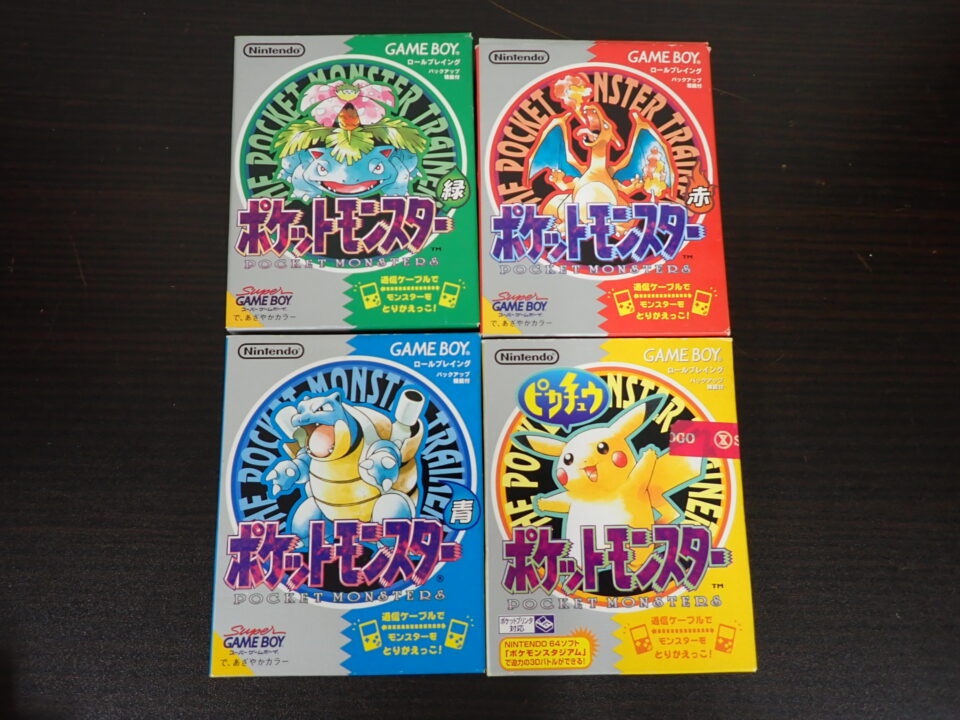 Nintendo
GAME BOY
ロールプレイング
バックアップ
機能付
THE POCKET MONSTER TRAINER
緑
ポケットモンスター
TM
POCKET MONSTERS
Super
GAME BOY
スーパーゲームボーイ
で、あざやかカラー
通信ケーブルで
モンスターを
とりかえっこ!
Nintendo
GAME BOY
ロールプレイング
バックアップ
機能付
THE POCKET MONSTER TRAINER
赤
ポケットモンスター
TM
POCKET MONSTERS
Super
GAME BOY
スーパーゲームボーイ
で、あざやかカラー
通信ケーブルで
モンスターを
とりかえっこ!
Nintendo
GAME BOY
ロールプレイング
バックアップ
機能付
THE POCKET MONSTER TRAINER
青
ポケットモンスター
®
POCKET MONSTERS
Super
GAME BOY
スーパーゲームボーイ
で、あざやかカラー
通信ケーブルで
モンスターを
とりかえっこ!
Nintendo
GAME BOY
ロールプレイング
バックアップ
機能付
ピカチュウ
THE POCKET MONSTER TRAINER
ポケットモンスター
TM
POCKET MONSTERS
ポケットプリンタ
対応
NINTENDO 64ソフト
「ポケモンスタジアム」
で迫力の3Dバトルができる!
通信ケーブルで
モンスターを
とりかえっこ!